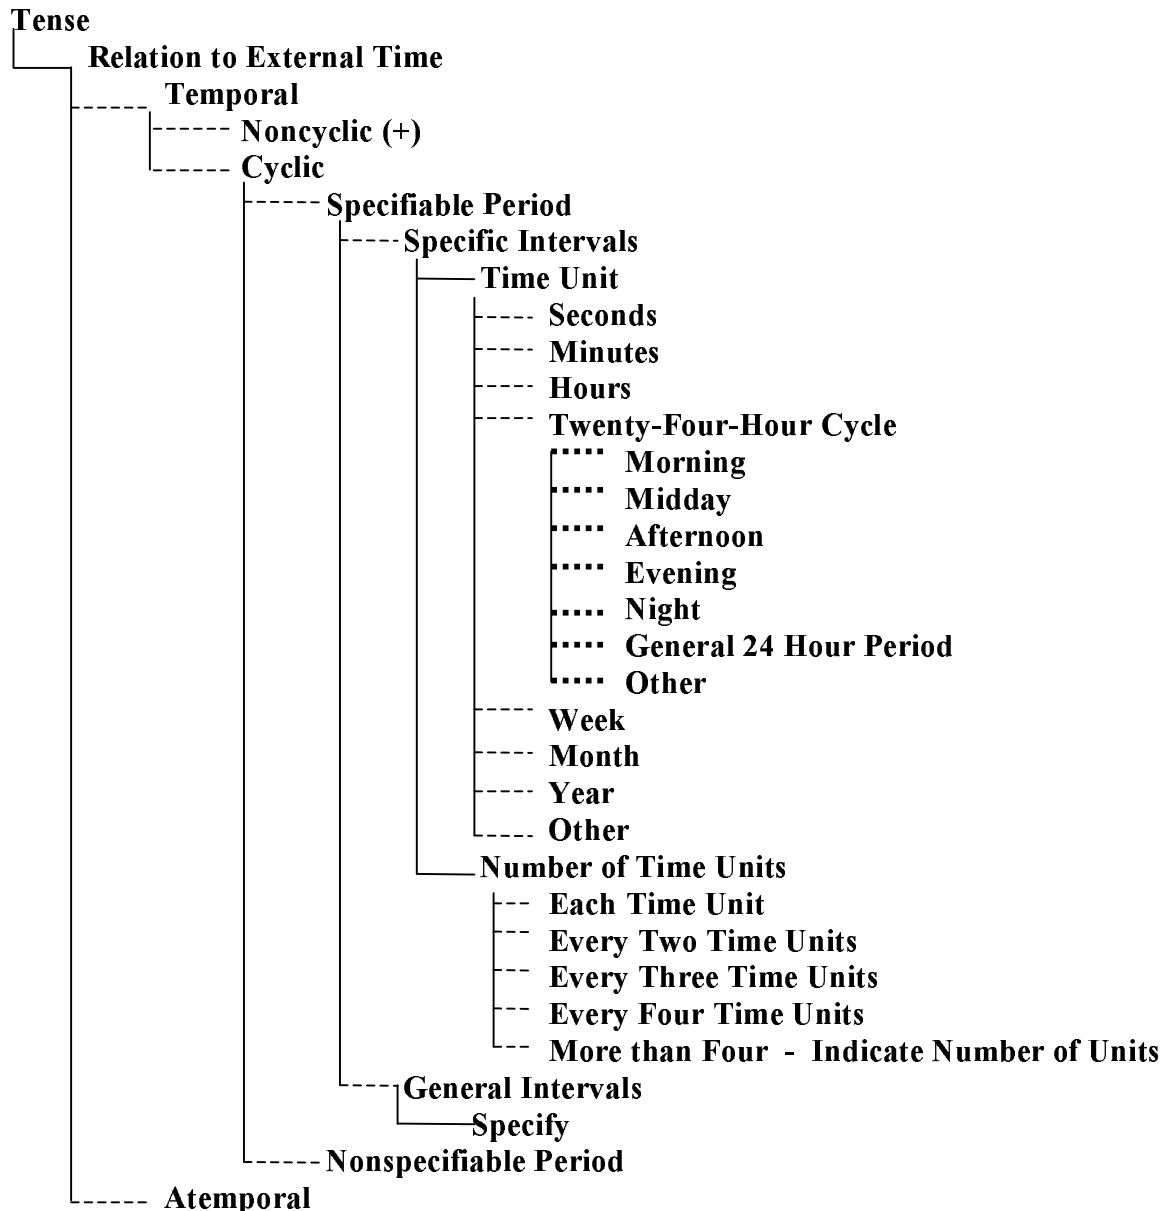 Tense
Relation to External Time
Temporal
Noncyclic (+)
Cyclic
Specifiable Period
Specific Intervals
Time Unit
Seconds
Minutes
Hours
Twenty-Four-Hour Cycle
Morning
Midday
Afternoon
Evening
Night
General 24 Hour Period
Other
Week
Month
Year
Other
Number of Time Units
Each Time Unit
Every Two Time Units
Every Three Time Units
Every Four Time Units
More than Four - Indicate Number of Units
General Intervals
Specify
Nonspecifiable Period
Atemporal